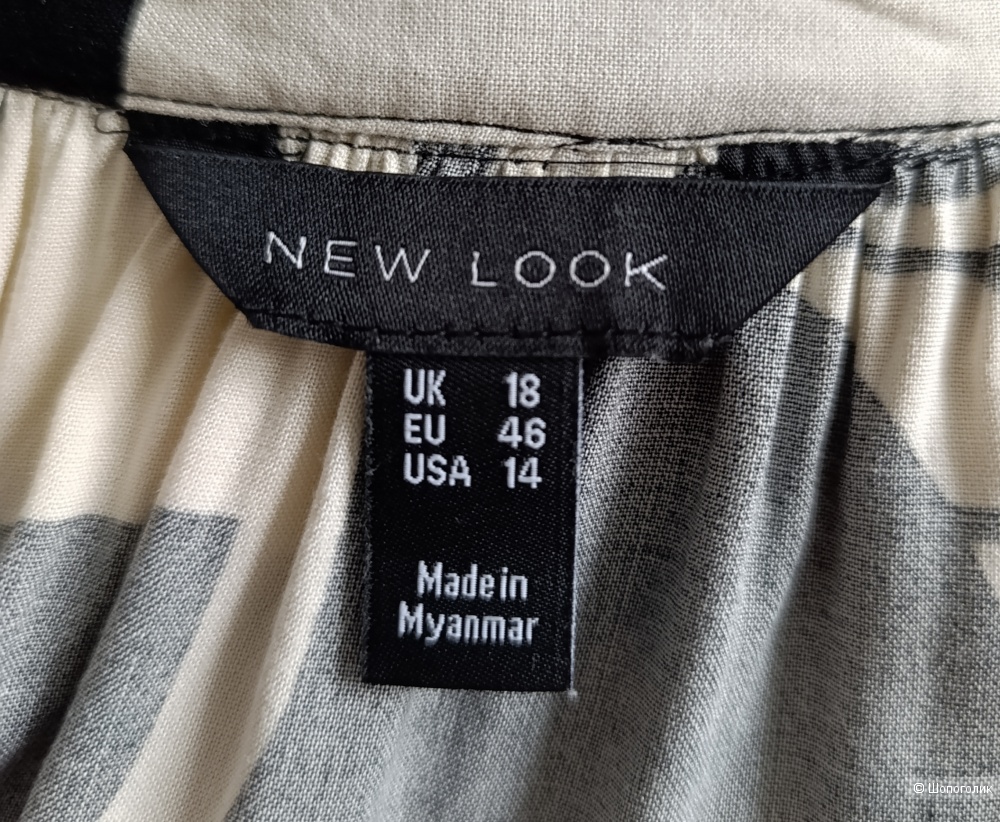 NEW LOOK
UK 18
EU 46
USA 14
Made in
Myanmar
© Шопоголик